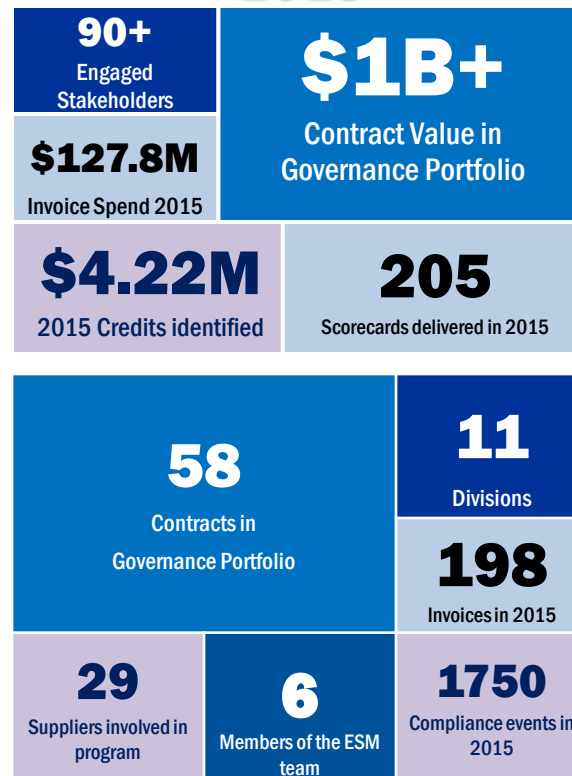 90+
Engaged
Stakeholders
$1B+
Contract Value in
Governance Portfolio
$127.8M
Invoice Spend 2015
$4.22M
2015 Credits identified
205
Scorecards delivered in 2015
58
Contracts in
Governance Portfolio
11
Divisions
198
Invoices in 2015
29
Suppliers involved in
program
6
Members of the ESM
team
1750
Compliance events in
2015